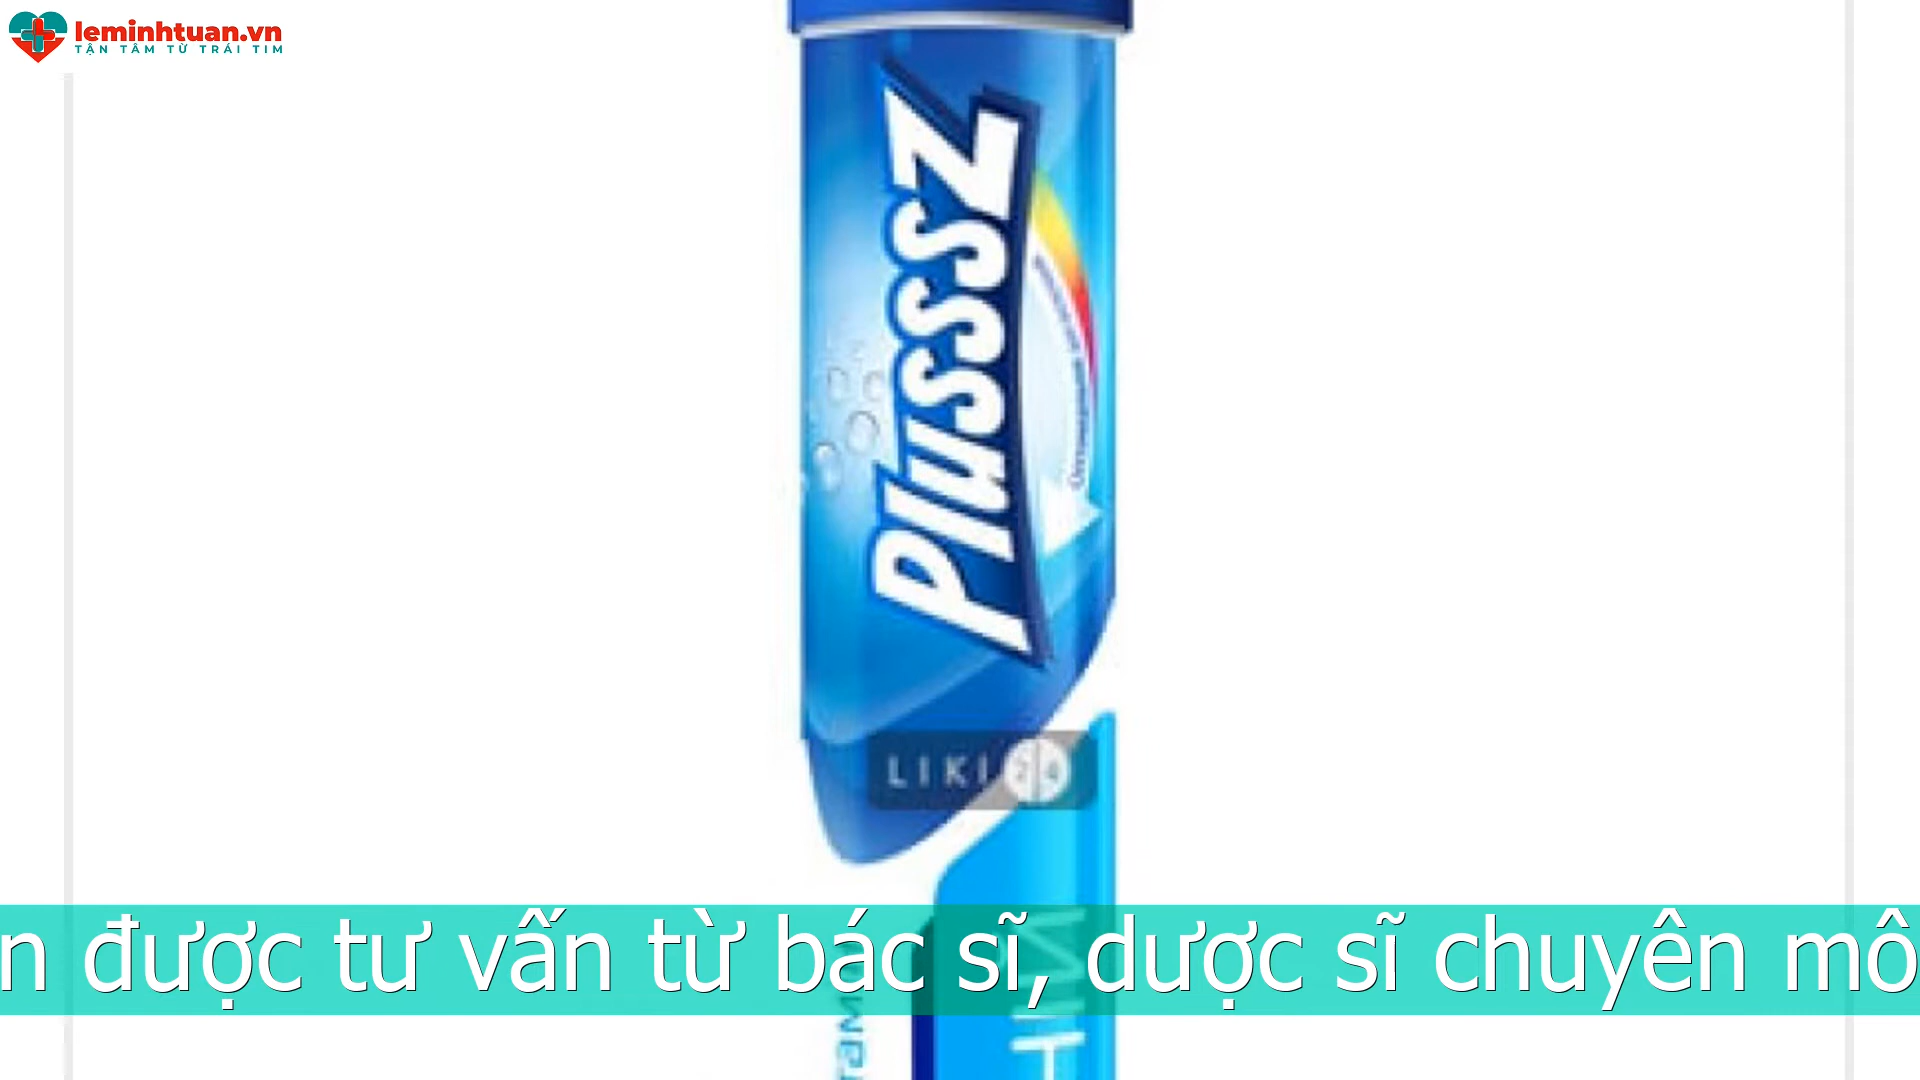 leminhtuan.vn
TẬN TÂM TỪ TRÁI TIM
PlusssZ
LIKI 24
n được tư vấn từ bác sĩ, dược sĩ chuyên mô